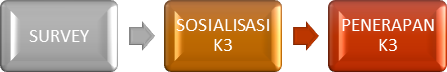 SURVEY
SOSIALISASI
K3
PENERAPAN
K3